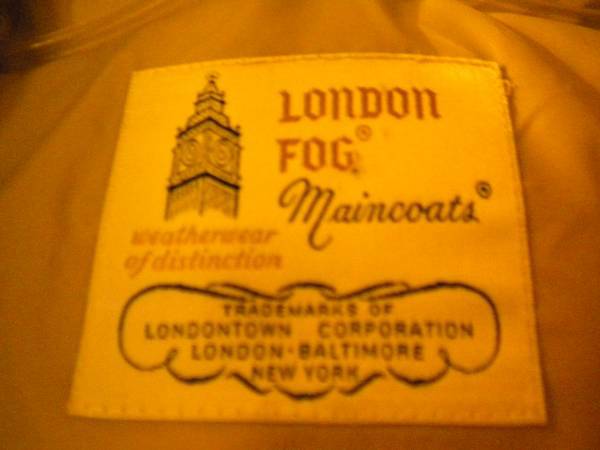 LONDON
FOG®
Maincoats®
weatherwear
of distinction
TRADEMARKS OF
LONDONTOWN CORPORATION
LONDON·BALTIMORE
NEW YORK